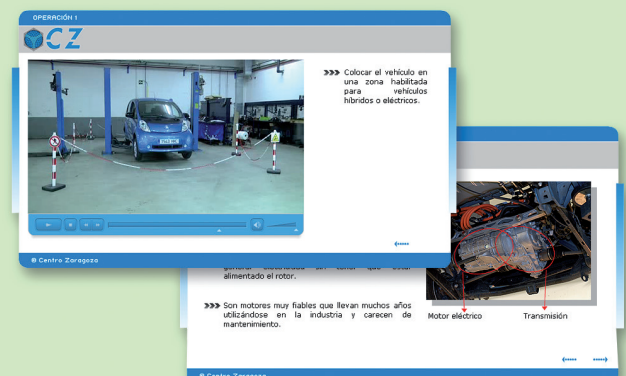 OPERACIÓN 1
CZ
>>> Colocar el vehículo en
una zona habilitada
para vehículos
híbridos o eléctricos.
© Centro Zaragoza
alimentado el rotor.
>>> Son motores muy fiables que llevan muchos años
utilizándose en la industria y carecen de
mantenimiento.
Motor eléctrico
Transmisión
© Centro Zaragoza